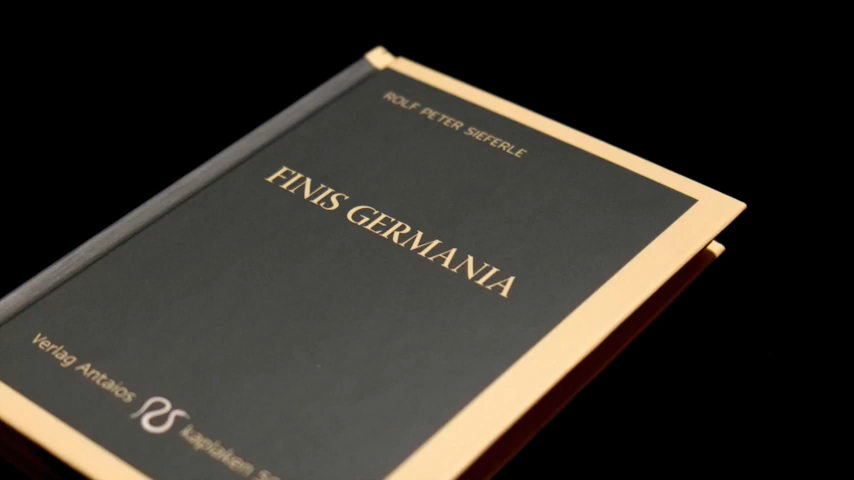 ROLF PETER SIEFERLE
FINIS GERMANIA
Verlag Antaios
kaplaken